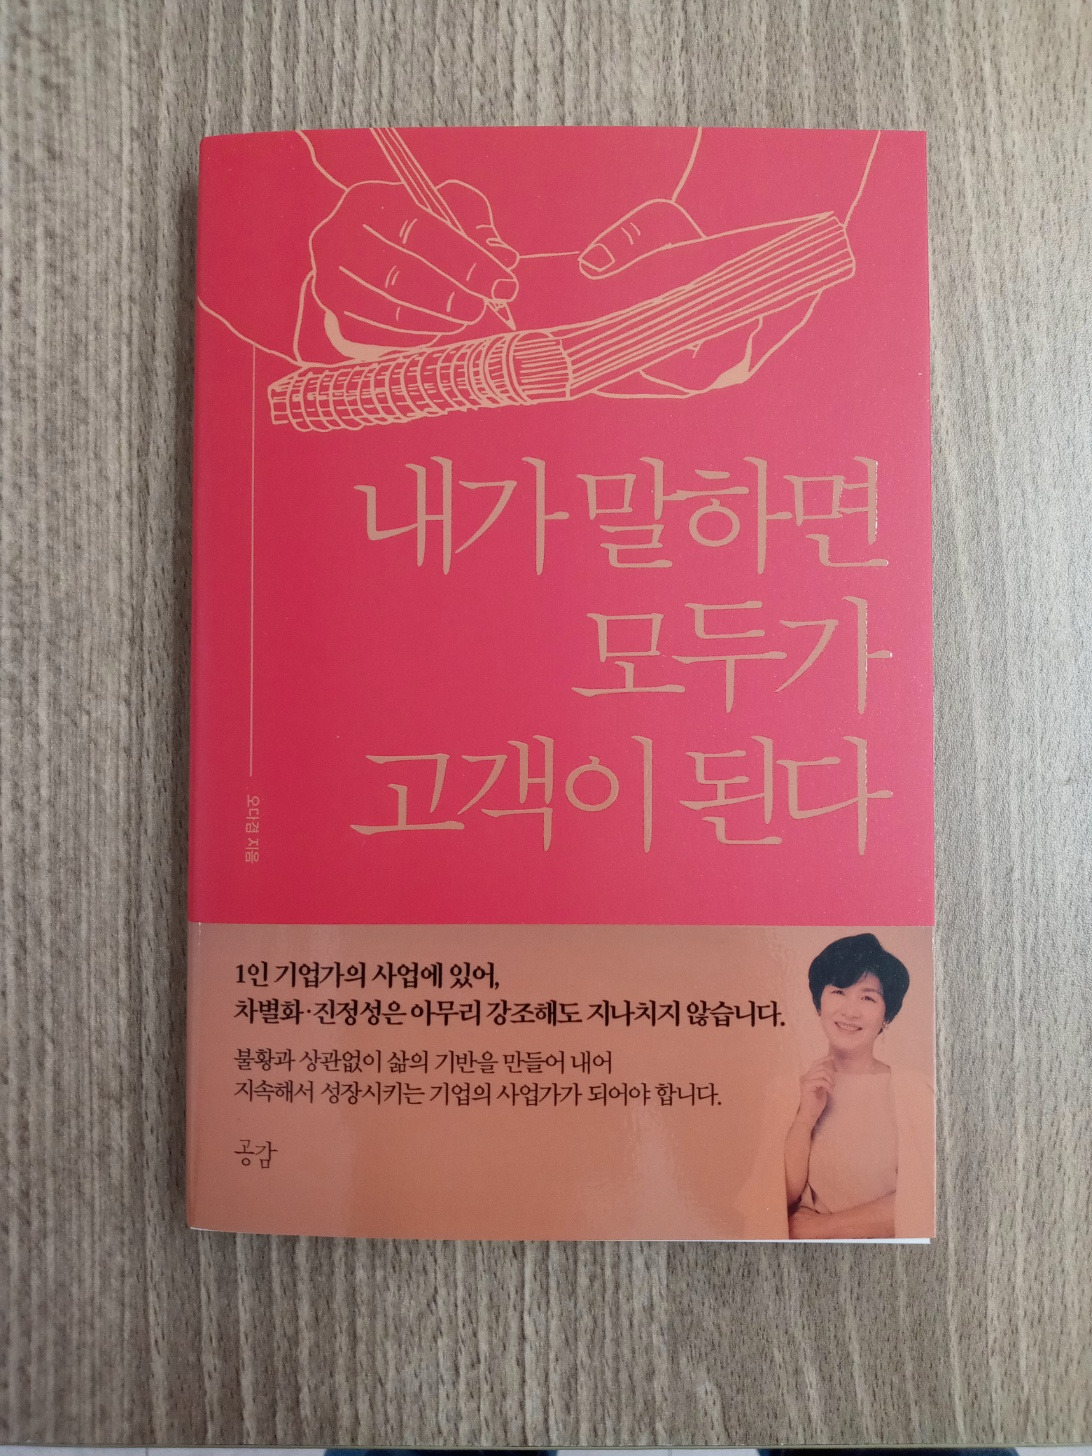 내가 말하면
모두가
고객이 된다
오다겸 지음
1인 기업가의 사업에 있어,
차별화·진정성은 아무리 강조해도 지나치지 않습니다.
불황과 상관없이 삶의 기반을 만들어 내어
지속해서 성장시키는 기업의 사업가가 되어야 합니다.
공감